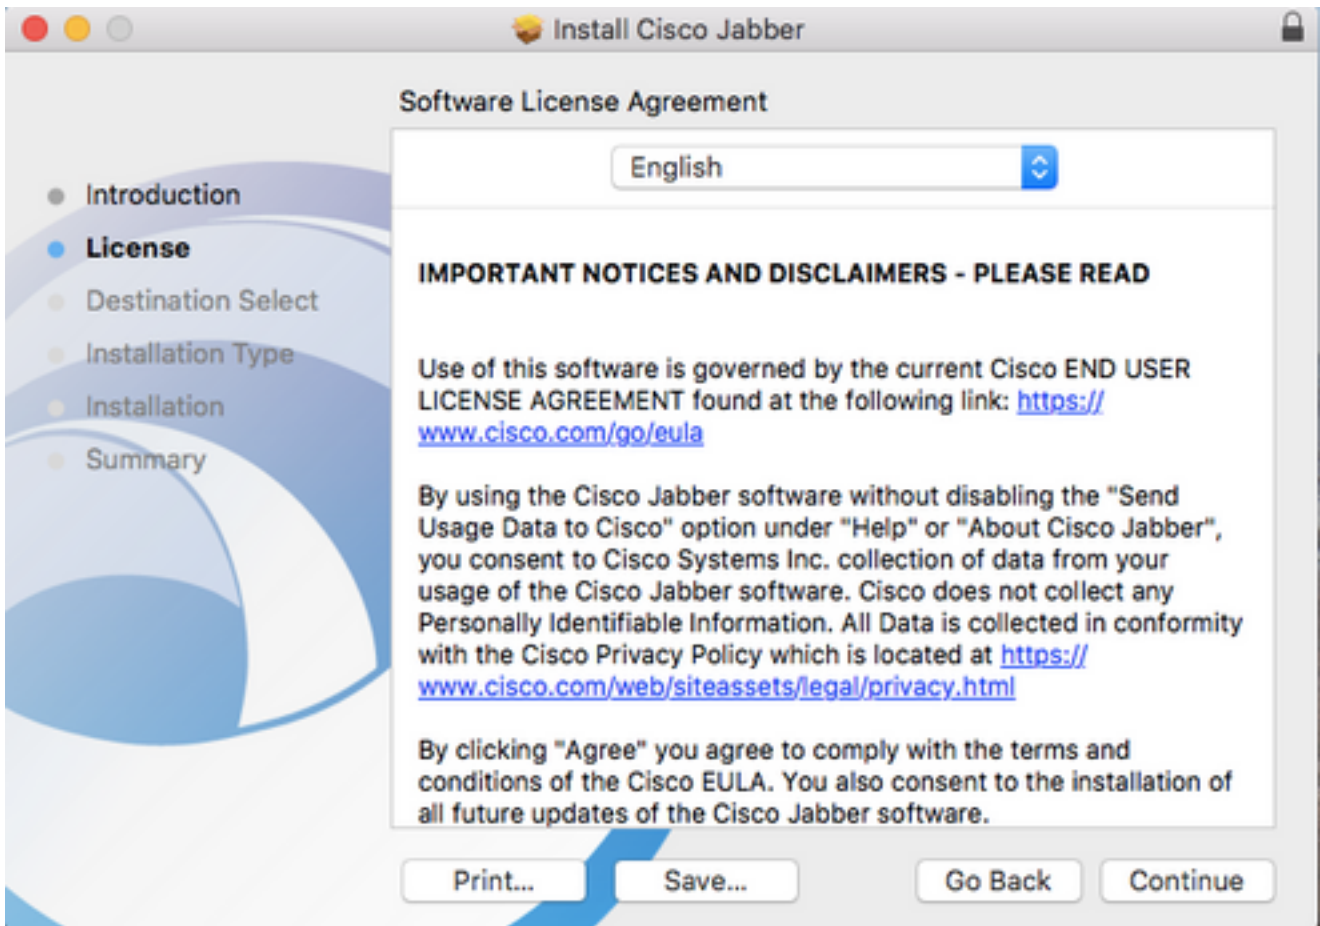 Install Cisco Jabber
Software License Agreement
English
Introduction
License
Destination Select
Installation Type
Installation
Summary
IMPORTANT NOTICES AND DISCLAIMERS - PLEASE READ
Use of this software is governed by the current Cisco END USER
LICENSE AGREEMENT found at the following link: https://
www.cisco.com/go/eula
By using the Cisco Jabber software without disabling the "Send
Usage Data to Cisco" option under "Help" or "About Cisco Jabber",
you consent to Cisco Systems Inc. collection of data from your
usage of the Cisco Jabber software. Cisco does not collect any
Personally Identifiable Information. All Data is collected in conformity
with the Cisco Privacy Policy which is located at https://
www.cisco.com/web/siteassets/legal/privacy.html
By clicking "Agree" you agree to comply with the terms and
conditions of the Cisco EULA. You also consent to the installation of
all future updates of the Cisco Jabber software.
Print...
Save...
Go Back
Continue